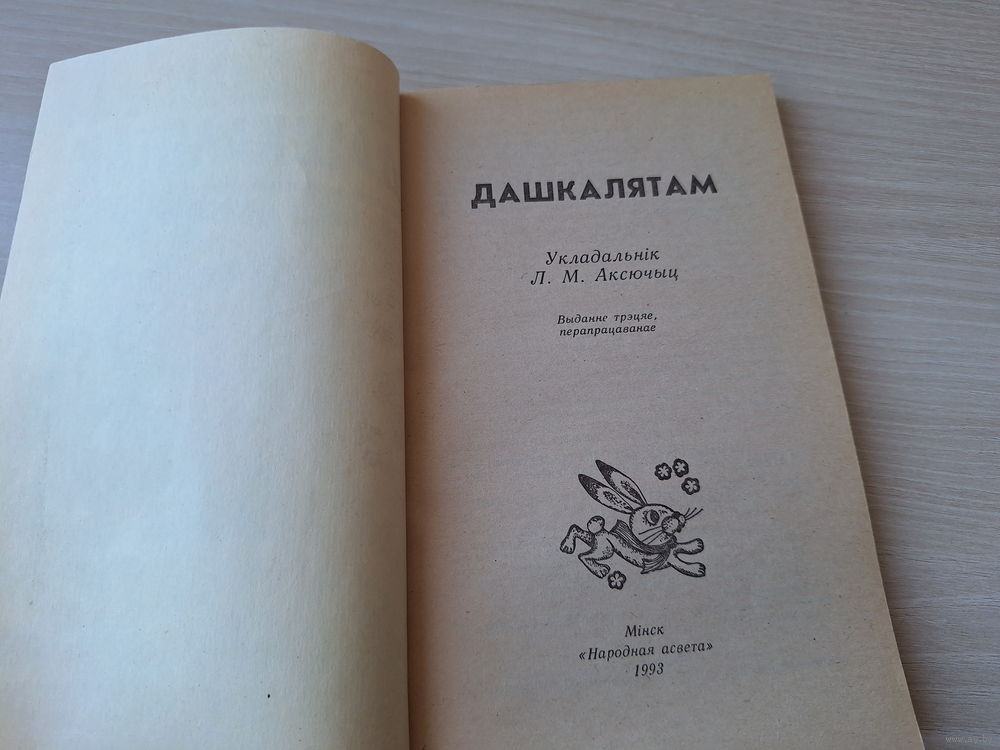 ДАШКАЛЯТАМ
Укладальнік
Л. М. Аксючыц
Выданне трэцяе,
перапрацаванае
Мінск
«Народная асвета»
1993